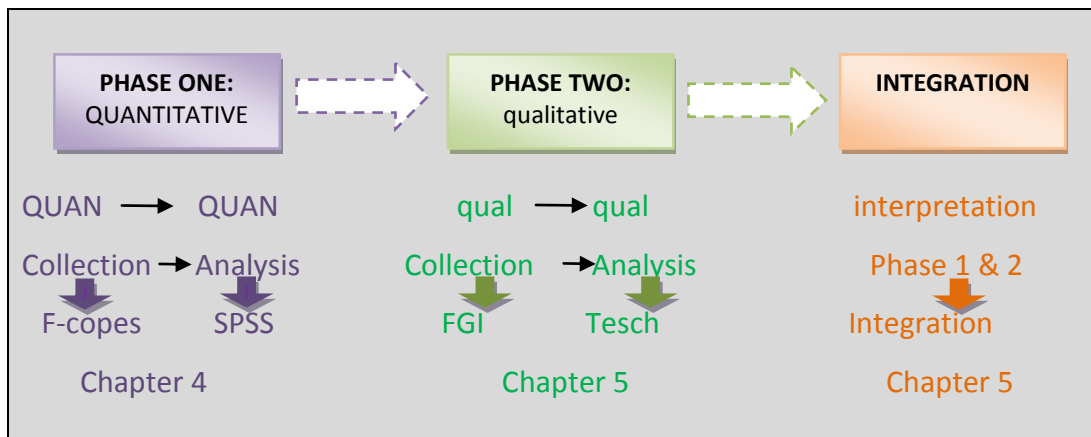 PHASE ONE:
QUANTITATIVE
PHASE TWO:
qualitative
INTEGRATION
QUAN QUAN
Collection Analysis
F-copes SPSS
Chapter 4
qual qual
Collection Analysis
FGI Tesch
Chapter 5
interpretation
Phase 1 & 2
Integration
Chapter 5